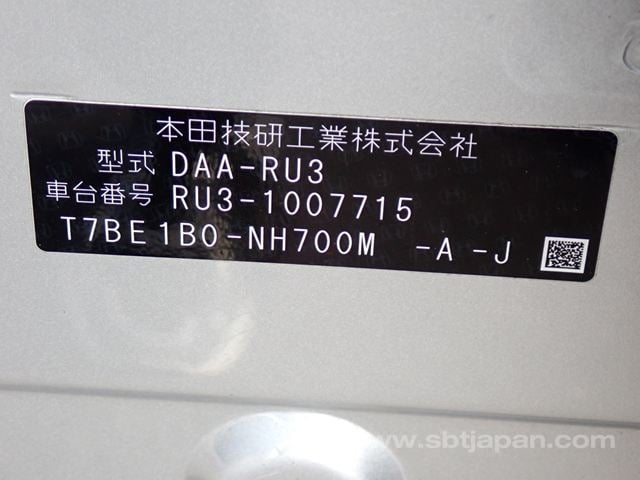 本田技研工業株式会社
型式 DAA-RU3
車台番号 RU3-1007715
T7BE1B0-NH700M -A-J
www.sbtjapan.com